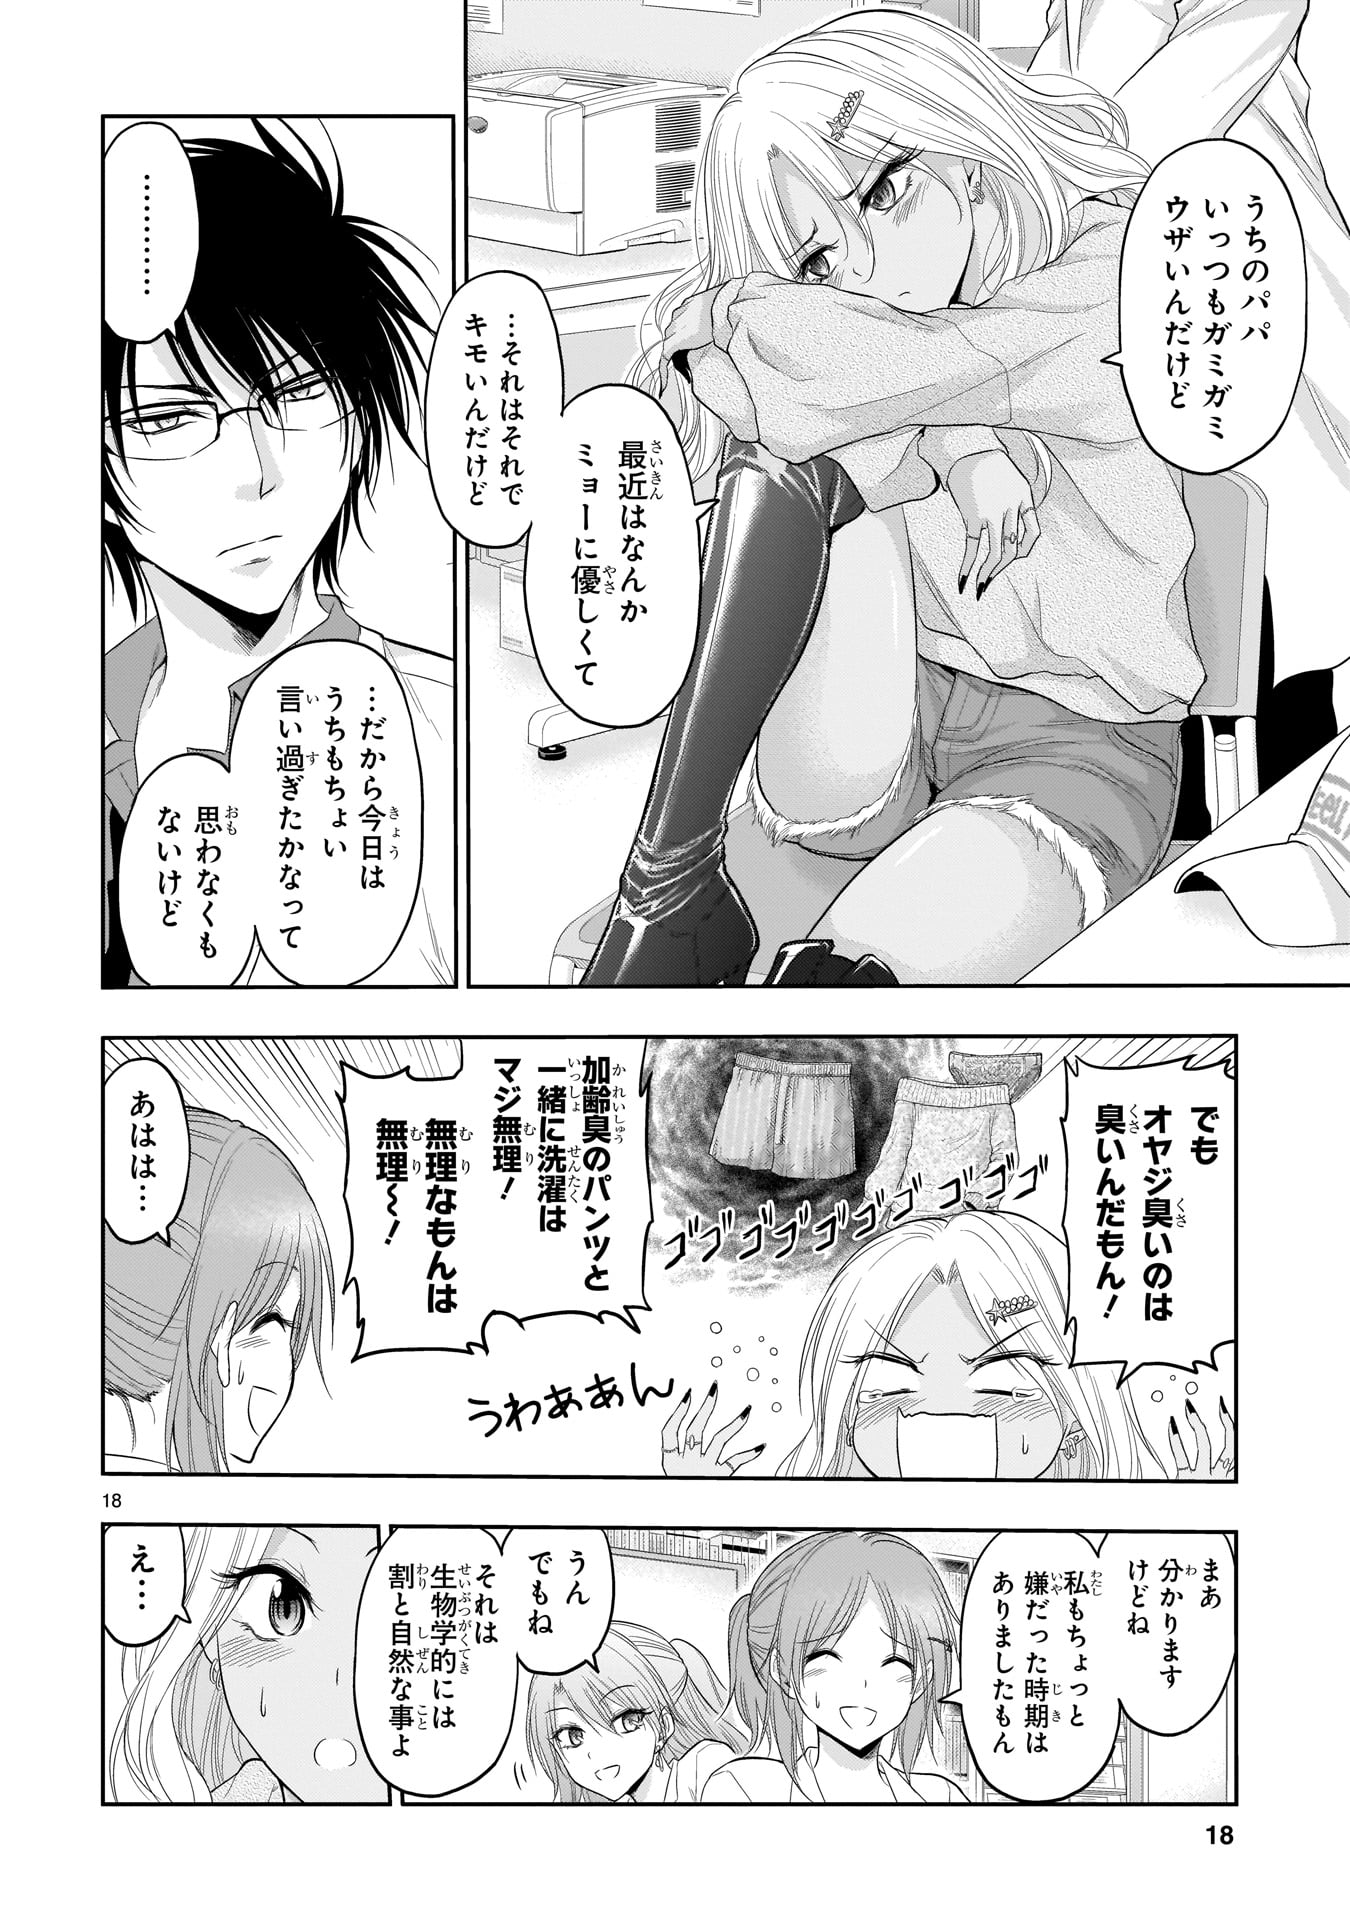 うちのパパ
いっつもガミガミ
ウザいんだけど
最近はなんか
ミョーに優しくて
…それはそれで
キモいんだけど
………
…だから今日は
うちもちょい
言い過ぎたかなって
思わなくも
ないけど
でも
オヤジ臭いのは
臭いんだもん！
ゴゴゴゴゴゴゴゴゴ
加齢臭のパンツと
一緒に洗濯は
マジ無理！
無理なもんは
無理〜！
うわぁぁん
あはは…
まあ
分かります
けどね
私もちょっと
嫌だった時期は
ありましたもん
うん
でもね
それは
生物学的には
割と自然な事よ
え…
18
18